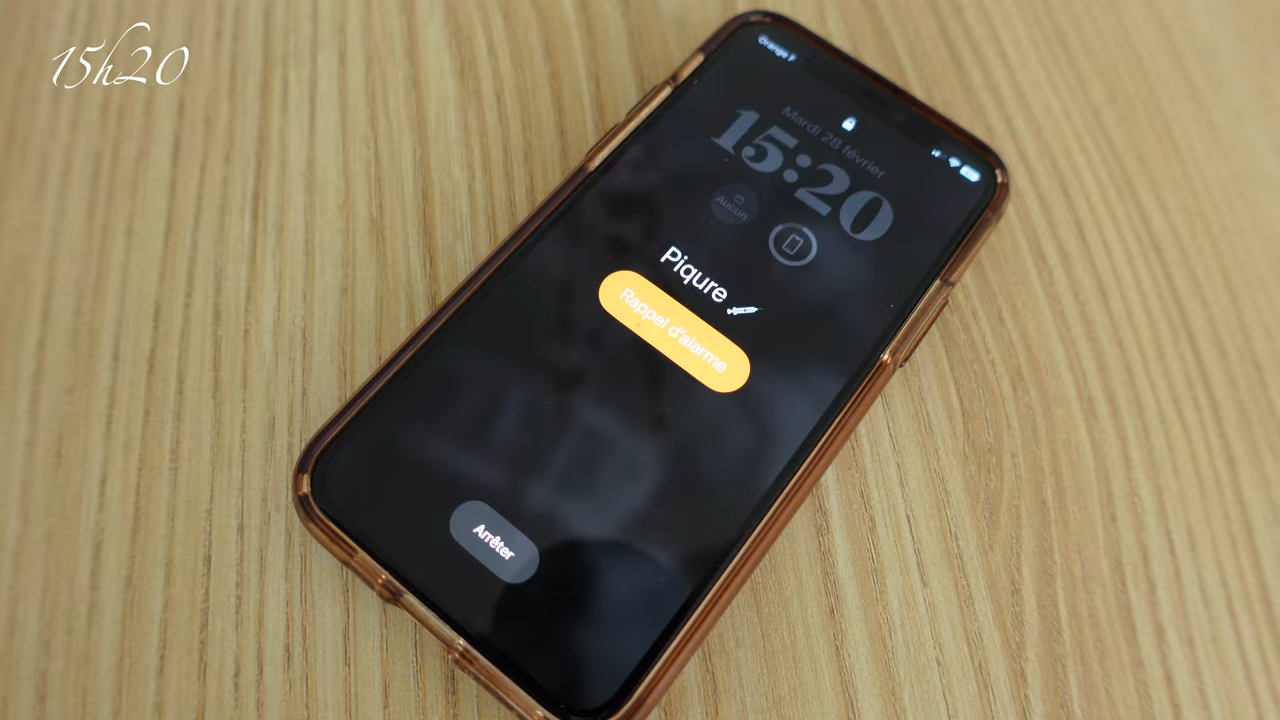 15h20
Orange F
Mardi 28 février
15:20
Aucun
Piqure
Rappel d'alarme
Arrêter